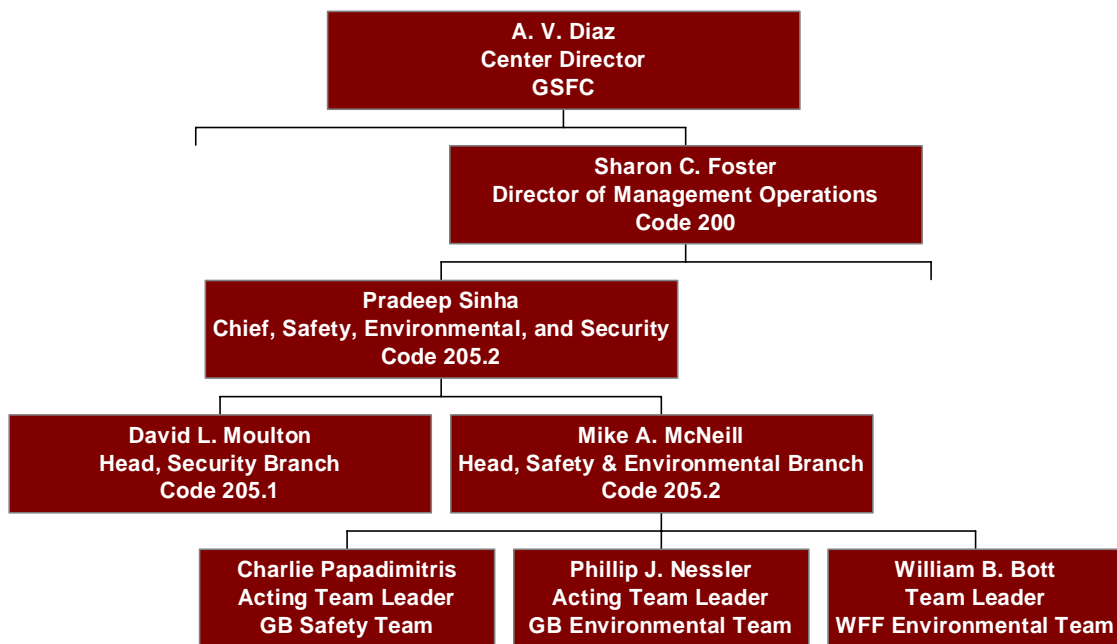 A. V. Diaz
Center Director
GSFC
Sharon C. Foster
Director of Management Operations
Code 200
Pradeep Sinha
Chief, Safety, Environmental, and Security
Code 205.2
David L. Moulton
Head, Security Branch
Code 205.1
Mike A. McNeill
Head, Safety & Environmental Branch
Code 205.2
Charlie Papadimitris
Acting Team Leader
GB Safety Team
Phillip J. Nessler
Acting Team Leader
GB Environmental Team
William B. Bott
Team Leader
WFF Environmental Team